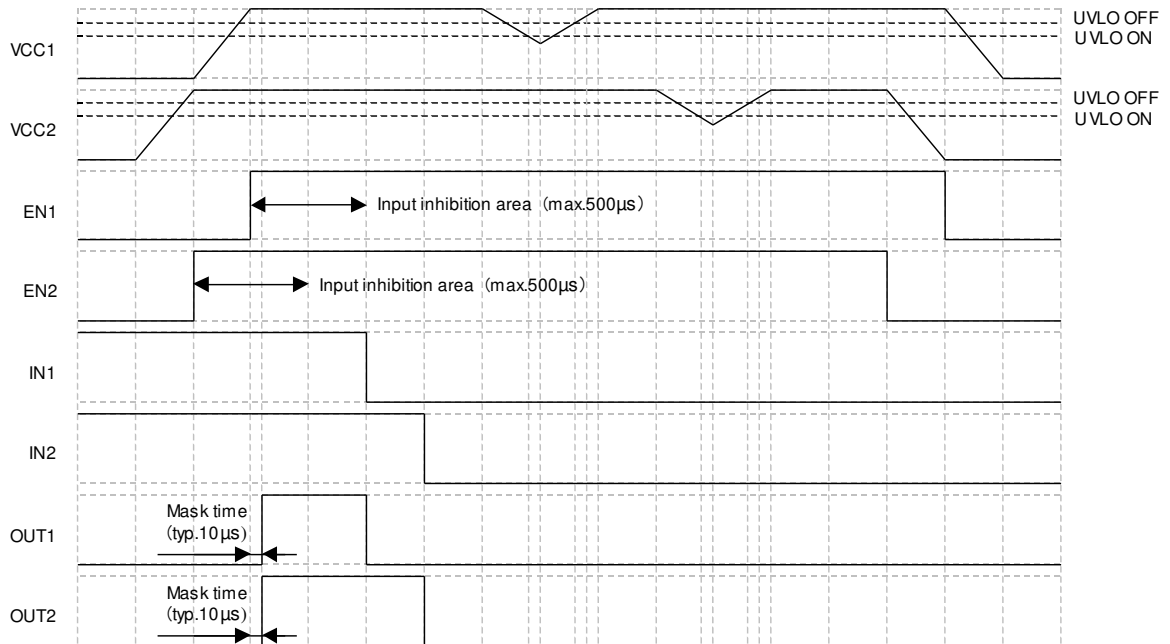 VCC1
UVLO OFF
UVLO ON
VCC2
UVLO OFF
UVLO ON
EN1
Input inhibition area（max.500μs）
EN2
Input inhibition area（max.500μs）
IN1
IN2
OUT1
Mask time
（typ.10μs）
OUT2
Mask time
（typ.10μs）